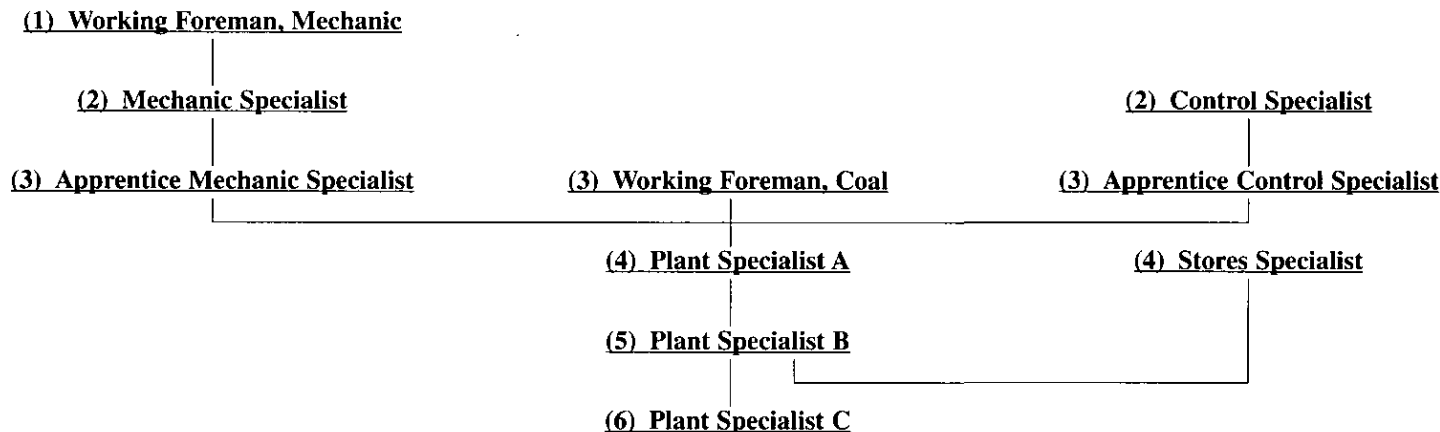 (1) Working Foreman, Mechanic
(2) Mechanic Specialist
(2) Control Specialist
(3) Apprentice Mechanic Specialist
(3) Working Foreman, Coal
(3) Apprentice Control Specialist
(4) Plant Specialist A
(4) Stores Specialist
(5) Plant Specialist B
(6) Plant Specialist C